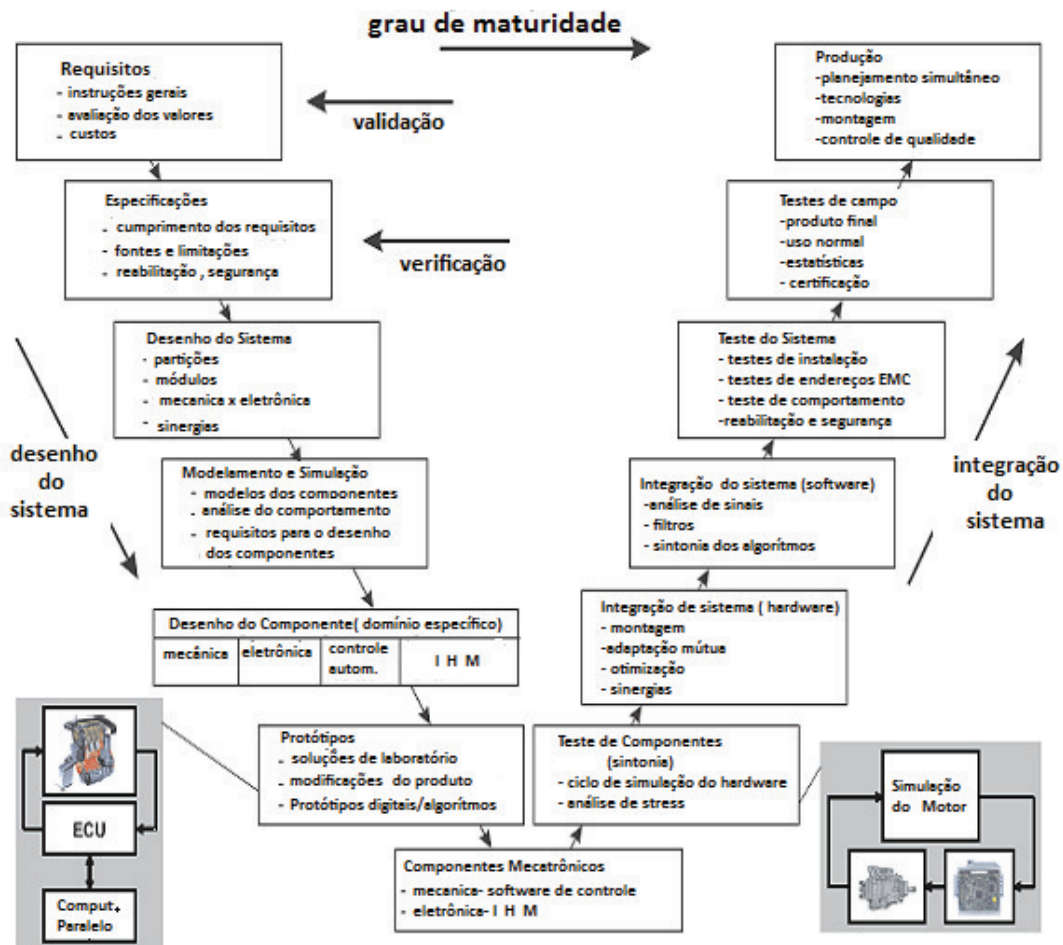 grau de maturidade
Requisitos
- instruções gerais
- avaliação dos valores
- custos
validação
Especificações
- cumprimento dos requisitos
- fontes e limitações
- reabilitação , segurança
verificação
Desenho do Sistema
- partições
- módulos
- mecanica x eletrônica
- sinergias
desenho
do
sistema
Modelamento e Simulação
- modelos dos componentes
- análise do comportamento
- requisitos para o desenho
dos componentes
Desenho do Componente( domínio específico)
mecânica
eletrônica
controle
autom.
I H M
Protótipos
- soluções de laboratório
- modificações do produto
- Protótipos digitais/algorítmos
ECU
Comput.
Paralelo
Componentes Mecatrônicos
- mecanica- software de controle
- eletrônica- I H M
Teste de Componentes
(sintonia)
- ciclo de simulação do hardware
- análise de stress
Simulação
do Motor
Integração de sistema ( hardware)
- montagem
-adaptação mútua
- otimização
- sinergias
Integração do sistema (software)
-análise de sinais
- filtros
- sintonia dos algorítmos
integração
do
sistema
Teste do Sistema
- testes de instalação
- testes de endereços EMC
- teste de comportamento
-reabilitação e segurança
Testes de campo
-produto final
-uso normal
-estatísticas
- certificação
Produção
-planejamento simultâneo
-tecnologias
-montagem
-controle de qualidade